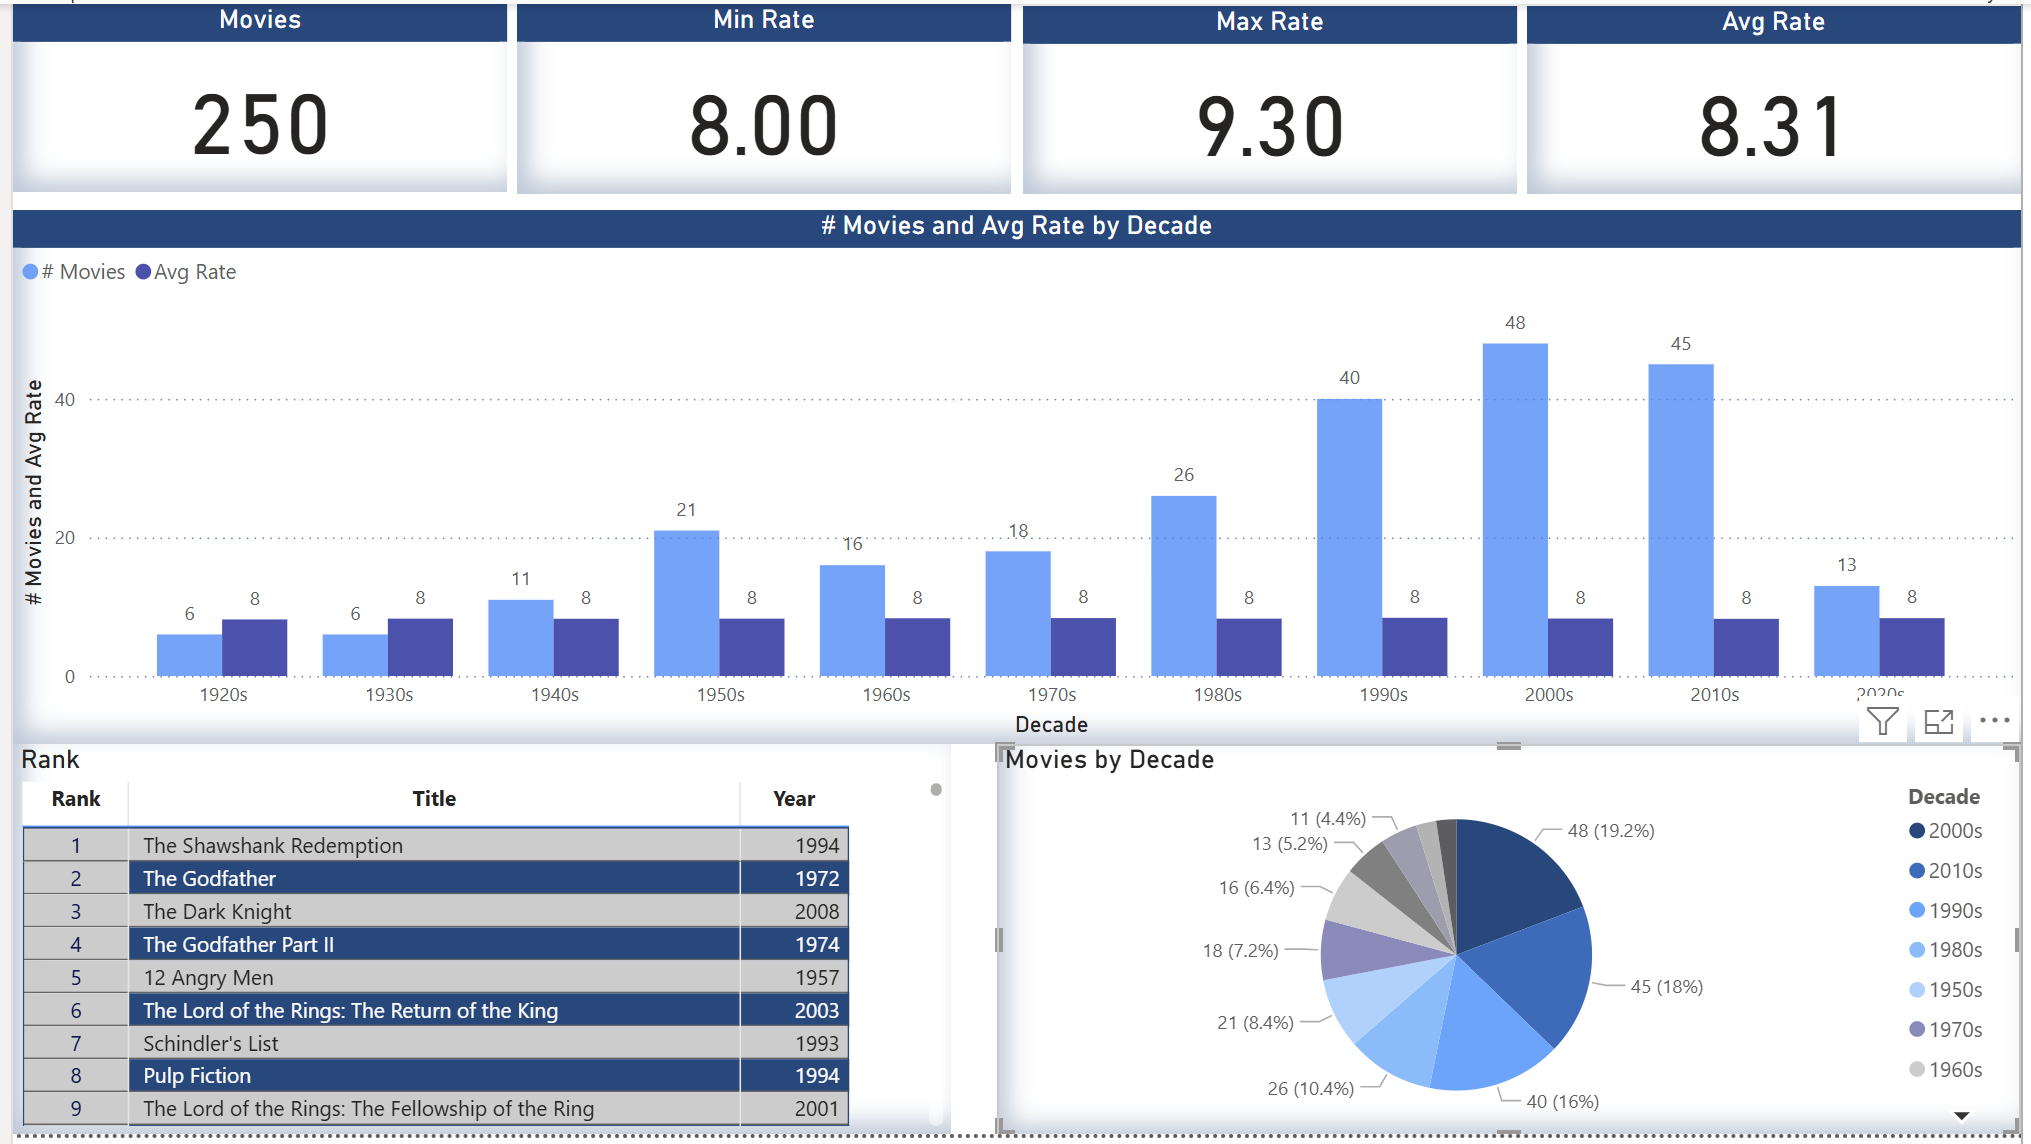 Movies
Min Rate
Max Rate
Avg Rate
250
8.00
9.30
8.31
# Movies and Avg Rate by Decade
# Movies
Avg Rate
# Movies and Avg Rate
40
20
0
6
8
6
8
11
8
21
8
16
8
18
8
26
8
40
8
48
8
45
8
13
8
1920s
1930s
1940s
1950s
1960s
1970s
1980s
1990s
2000s
2010s
2020s
Decade
Rank
Rank Title Year
1 The Shawshank Redemption 1994
2 The Godfather 1972
3 The Dark Knight 2008
4 The Godfather Part II 1974
5 12 Angry Men 1957
6 The Lord of the Rings: The Return of the King 2003
7 Schindler's List 1993
8 Pulp Fiction 1994
9 The Lord of the Rings: The Fellowship of the Ring 2001
Movies by Decade
48 (19.2%)
45 (18%)
40 (16%)
26 (10.4%)
21 (8.4%)
18 (7.2%)
16 (6.4%)
13 (5.2%)
11 (4.4%)
Decade
2000s
2010s
1990s
1980s
1950s
1970s
1960s